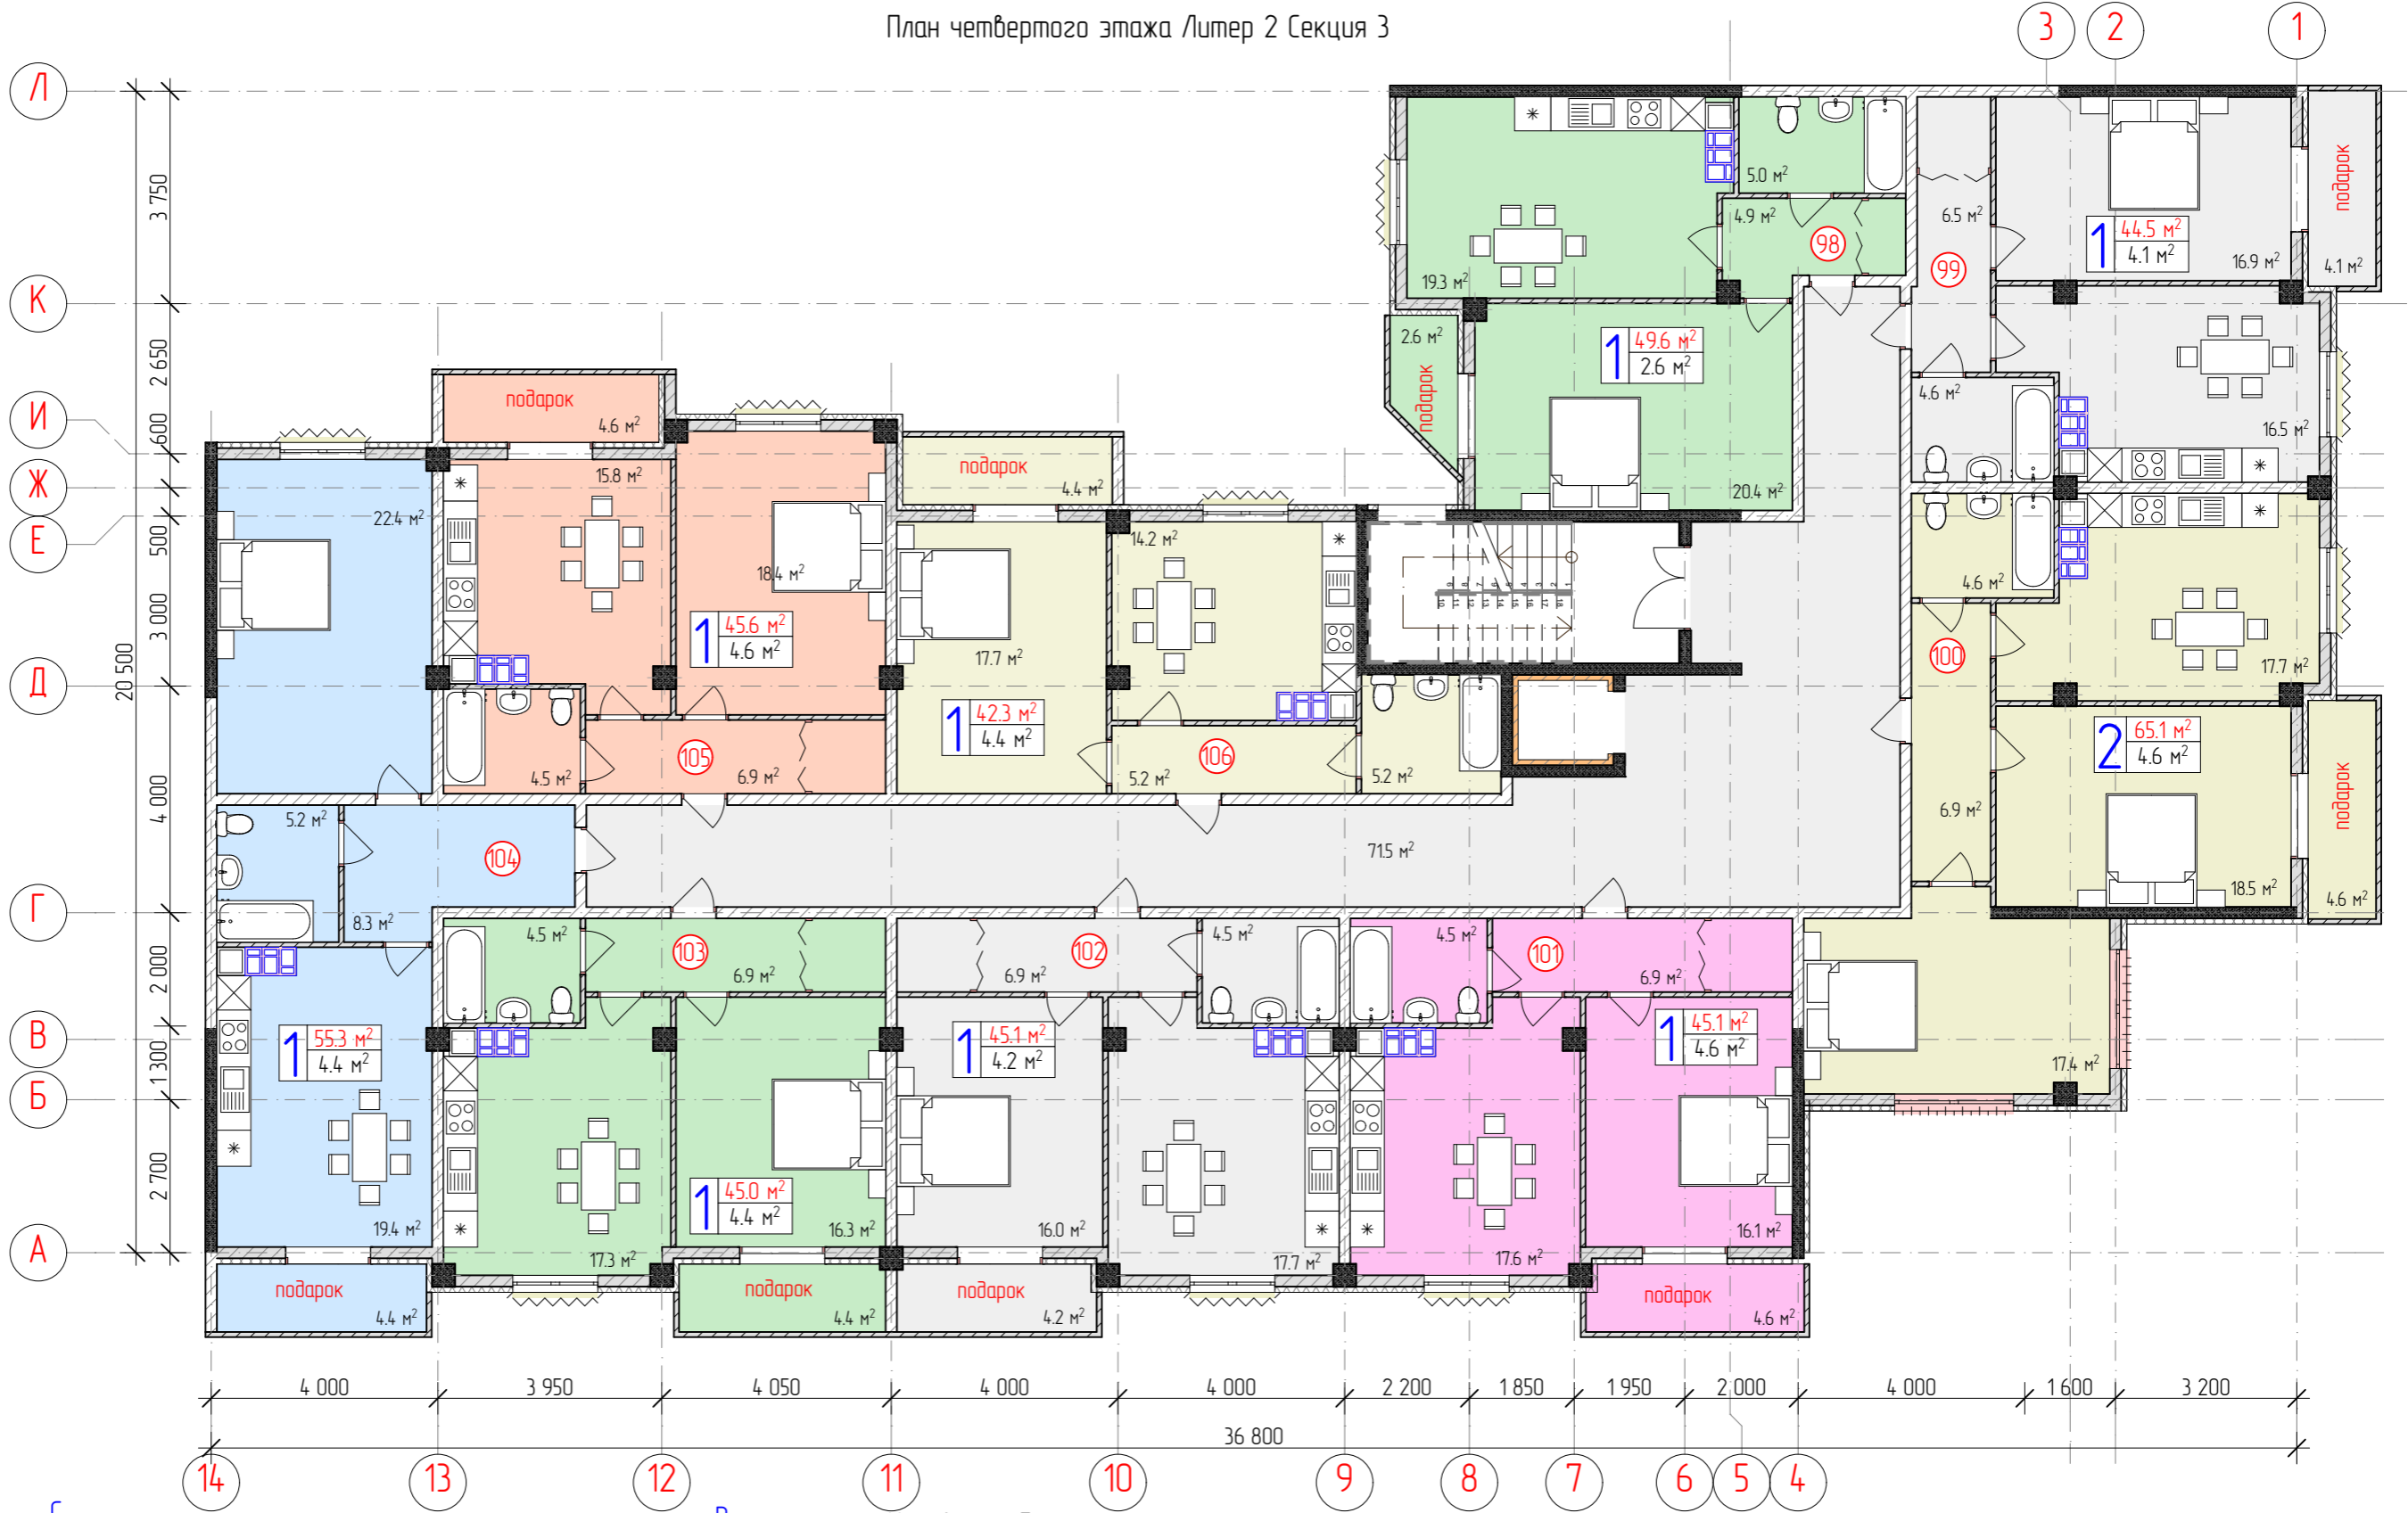 План четвертого этажа Литер 2 Секция 3
3 2 1
Л
К
И
Ж
Е
Д
Г
В
Б
А
20 500
3 750
2 650
600
500
3 000
4 000
2 000
1 300
2 700
5.0 м²
4.9 м²
98
19.3 м²
2.6 м²
подарок
1 49.6 м²
2.6 м²
20.4 м²
6.5 м²
99
1 44.5 м²
4.1 м²
16.9 м²
подарок
4.1 м²
4.6 м²
16.5 м²
4.6 м²
17.7 м²
100
6.9 м²
2 65.1 м²
4.6 м²
18.5 м²
подарок
4.6 м²
17.4 м²
подарок
4.6 м²
22.4 м²
15.8 м²
18.4 м²
1 45.6 м²
4.6 м²
4.5 м²
105
6.9 м²
подарок
4.4 м²
14.2 м²
17.7 м²
1 42.3 м²
4.4 м²
5.2 м²
106
5.2 м²
71.5 м²
5.2 м²
104
8.3 м²
1 55.3 м²
4.4 м²
19.4 м²
подарок
4.4 м²
4.5 м²
103
6.9 м²
1 45.0 м²
4.4 м²
17.3 м²
16.3 м²
подарок
4.4 м²
102
6.9 м²
4.5 м²
1 45.1 м²
4.2 м²
16.0 м²
17.7 м²
подарок
4.2 м²
4.5 м²
101
6.9 м²
1 45.1 м²
4.6 м²
17.6 м²
16.1 м²
подарок
4.6 м²
4 000 3 950 4 050 4 000 4 000 2 200 1 850 1 950 2 000 4 000 1 600 3 200
36 800
14 13 12 11 10 9 8 7 6 5 4